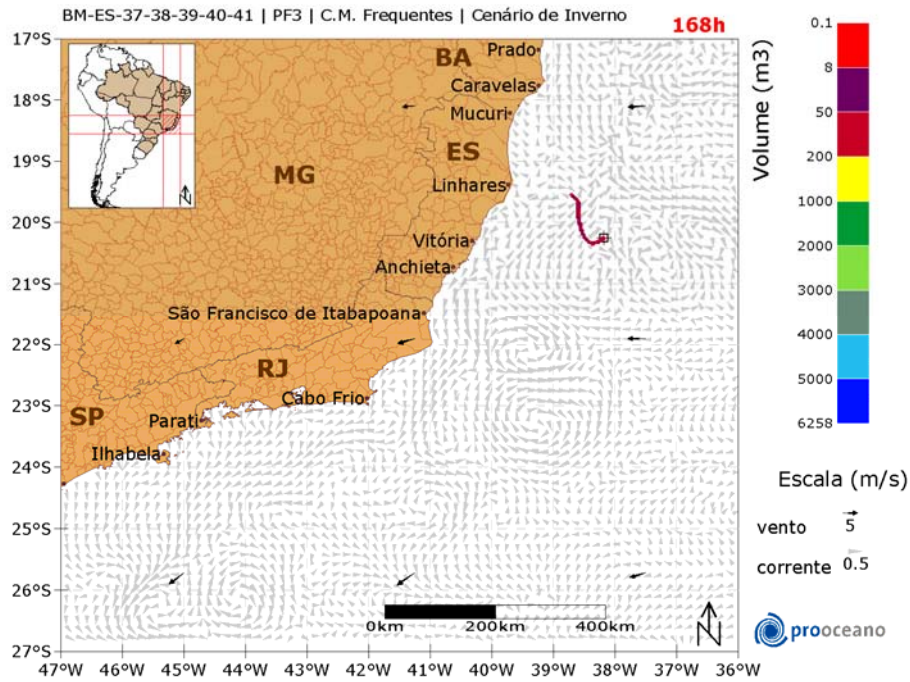 BM-ES-37-38-39-40-41 | PF3 | C.M. Frequentes | Cenário de Inverno
168h
17°S
18°S
19°S
20°S
21°S
22°S
23°S
24°S
25°S
26°S
27°S
47°W
46°W
45°W
44°W
43°W
42°W
41°W
40°W
39°W
38°W
37°W
36°W
N
BA
Prado
Caravelas
Mucuri
ES
MG
Linhares
Vitória
Anchieta
São Francisco de Itabapoana
RJ
Cabo Frio
SP
Parati
Ilhabela
0km
200km
400km
N
Volume (m3)
0.1
8
50
200
1000
2000
3000
4000
5000
6258
Escala (m/s)
vento 5
corrente 0.5
prooceano